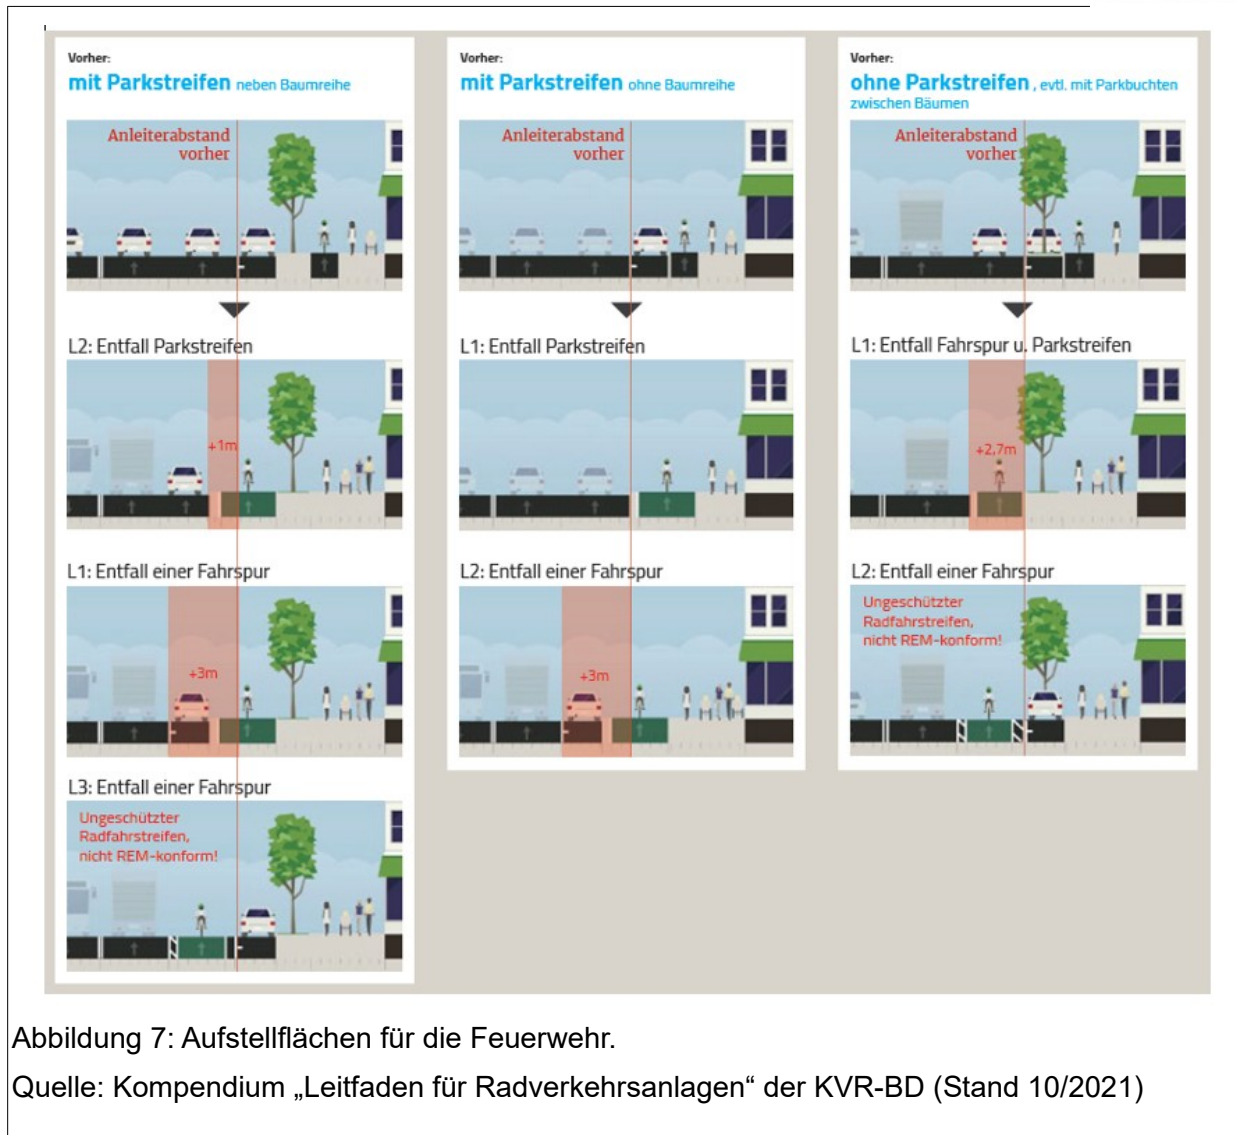 Vorher:
mit Parkstreifen neben Baumreihe
Anleiterabstand
vorher
L2: Entfall Parkstreifen
+1m
L1: Entfall einer Fahrspur
+3m
L3: Entfall einer Fahrspur
Ungeschützter
Radfahrstreifen,
nicht REM-konform!
Vorher:
mit Parkstreifen ohne Baumreihe
Anleiterabstand
vorher
L1: Entfall Parkstreifen
L2: Entfall einer Fahrspur
+3m
Vorher:
ohne Parkstreifen , evtl. mit Parkbuchten
zwischen Bäumen
Anleiterabstand
vorher
L1: Entfall Fahrspur u. Parkstreifen
+2,7m
L2: Entfall einer Fahrspur
Ungeschützter
Radfahrstreifen,
nicht REM-konform!
Abbildung 7: Aufstellflächen für die Feuerwehr.
Quelle: Kompendium „Leitfaden für Radverkehrsanlagen“ der KVR-BD (Stand 10/2021)